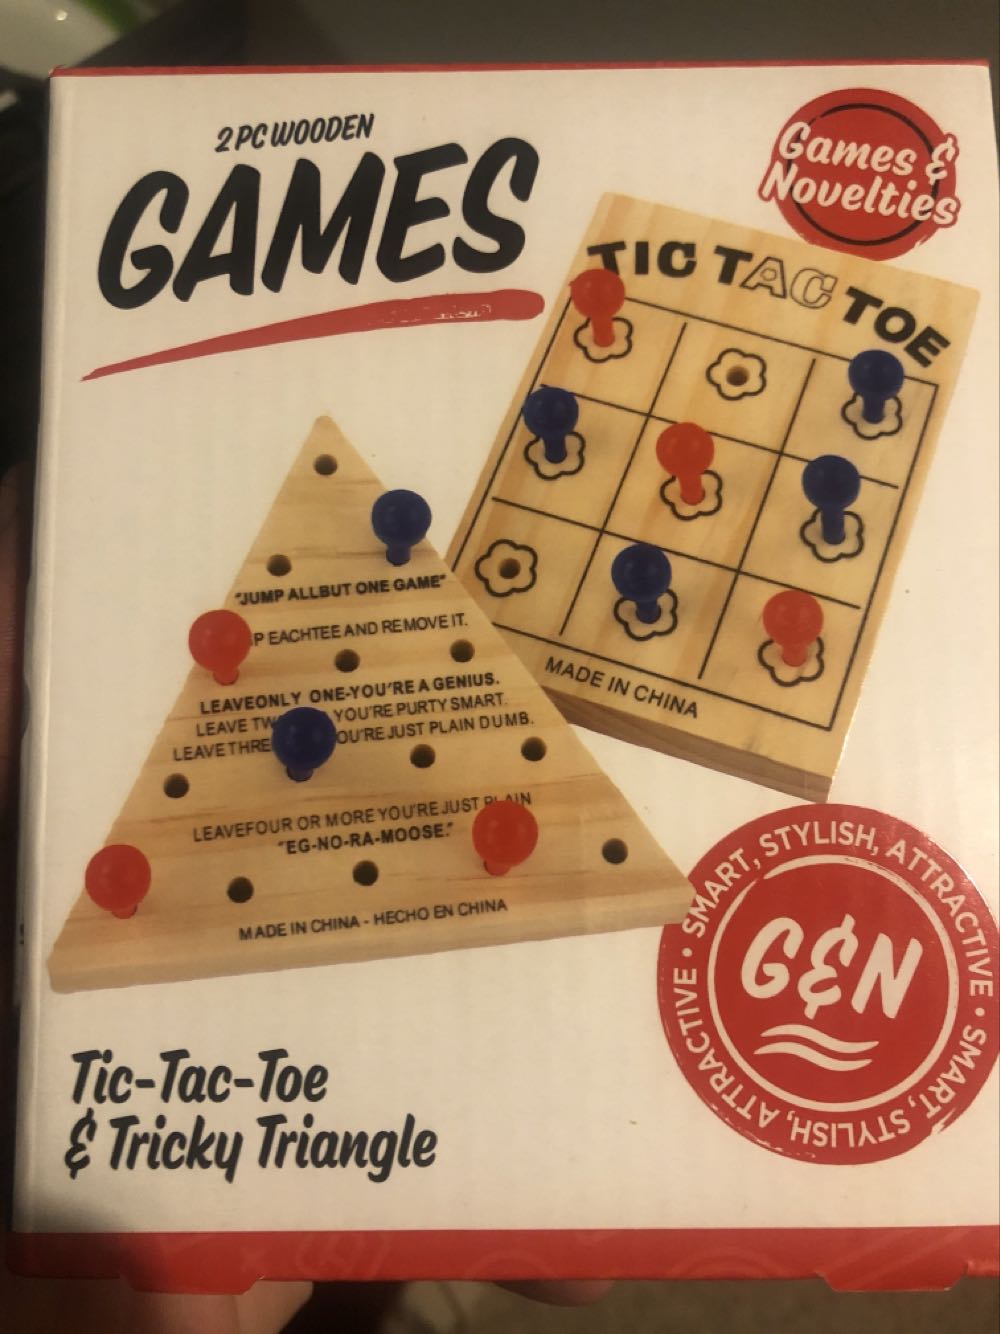 2 PC WOODEN
GAMES
Games &
Novelties
TIC TAC TOE
MADE IN CHINA
"JUMP ALLBUT ONE GAME"
P EACHTEE AND REMOVE IT.
LEAVEONLY ONE-YOU'RE A GENIUS.
LEAVE TW YOU'RE PURTY SMART.
LEAVE THRE OU'RE JUST PLAIN DUMB.
LEAVEFOUR OR MORE YOU'RE JUST PLAIN
"EG-NO-RA-MOOSE."
MADE IN CHINA - HECHO EN CHINA
SMART, STYLISH, ATTRACTIVE • SMART, STYLISH, ATTRACTIVE •
G&N
Tic-Tac-Toe
& Tricky Triangle